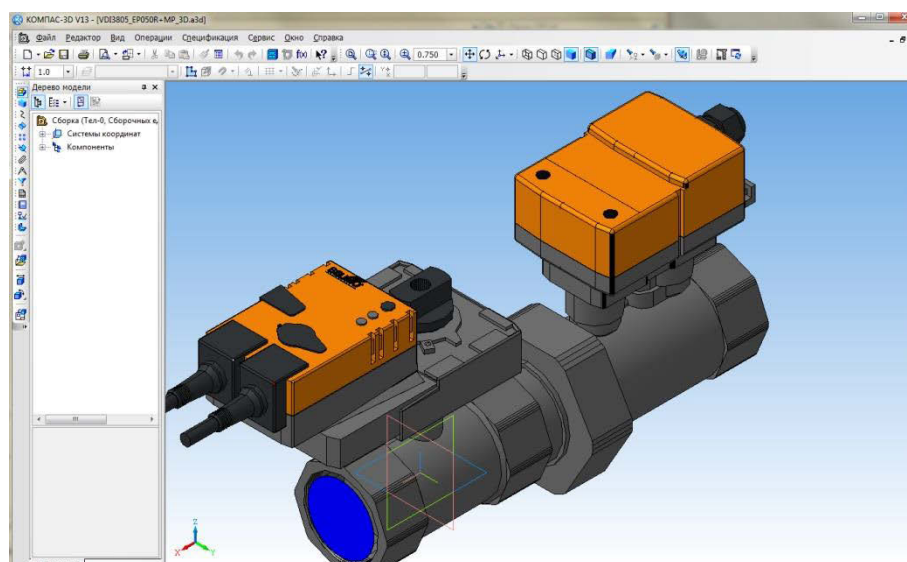 КОМПАС-3D V13 - [VDI3805_EP050R+MP_3D.a3d]
Файл Редактор Вид Операции Спецификация Сервис Окно Справка
0.750
1.0
Дерево модели
Сборка (Тел-0, Сборочных е,
Системы координат
Компоненты
Z
X Y